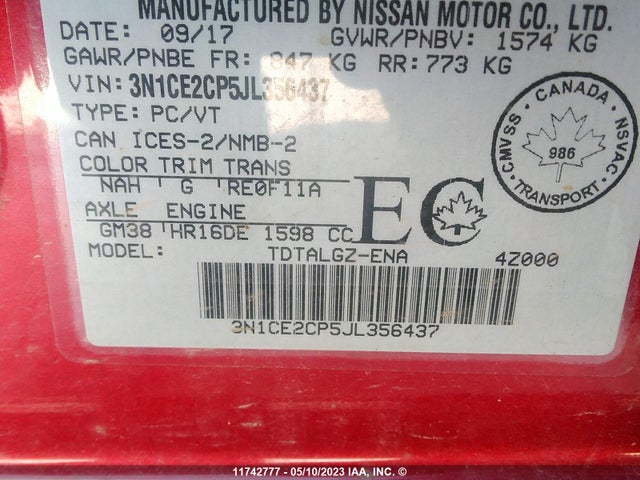 MANUFACTURED BY NISSAN MOTOR CO., LTD.
DATE: 09/17 GVWR/PNBV: 1574 KG
GAWR/PNBE FR: 847 KG RR: 773 KG
VIN: 3N1CE2CP5JL356437
TYPE: PC/VT
CAN ICES-2/NMB-2
COLOR TRIM TRANS
NAH G RE0F11A
AXLE ENGINE
GM38 HR16DE 1598 CC
MODEL: TDTALGZ-ENA 4Z000
EC
CANADA
CMVSS NSVAC
986
TRANSPORT
3N1CE2CP5JL356437
11742777 - 05/10/2023 IAA, INC. ©